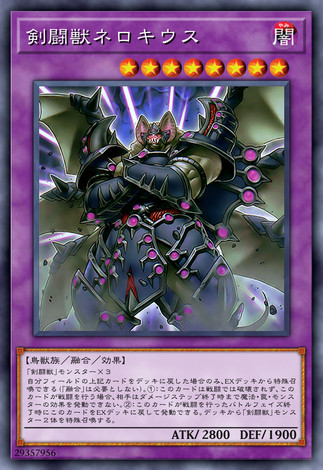 剣闘獣ネロキウス
闇
やみ
【鳥獣族/融合/効果】
「剣闘獣」モンスター×3
自分フィールドの上記カードをデッキに戻した場合のみ、EXデッキから特殊召
喚できる(「融合」は必要としない)。①:このカードは戦闘では破壊されず、この
カードが戦闘を行う場合、相手はダメージステップ終了時まで魔法・罠・モン
スターの効果を発動できない。②:このカードが戦闘を行ったバトルフェイズ終
了時にこのカードをEXデッキに戻して発動できる。デッキから「剣闘獣」モンス
ター2体を特殊召喚する。
ATK/ 2800 DEF/1900
29357956